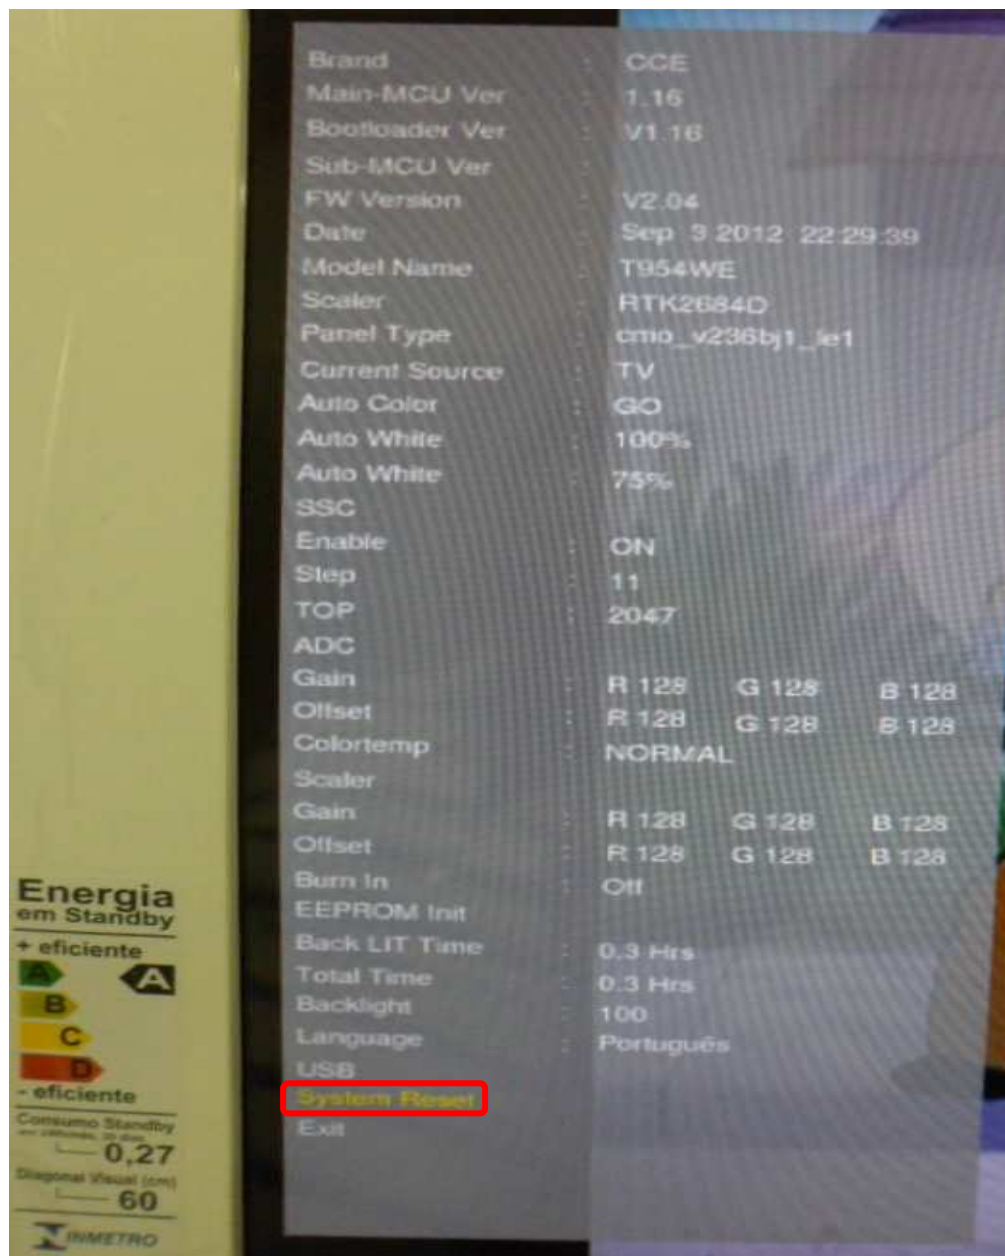 Brand : CCE
Main-MCU Ver : 1.16
Bootloader Ver : V1.16
Sub-MCU Ver :
FW Version : V2.04
Date : Sep 3 2012 22:29:39
Model Name : T954WE
Scaler : RTK2684D
Panel Type : cmo_v236bj1_le1
Current Source : TV
Auto Color : GO
Auto White : 100%
Auto White : 75%
SSC
Enable : ON
Step : 11
TOP : 2047
ADC
Gain : R 128 G 128 B 128
Offset : R 128 G 128 B 128
Colortemp : NORMAL
Scaler
Gain : R 128 G 128 B 128
Offset : R 128 G 128 B 128
Burn In : Off
EEPROM Init
Back LIT Time : 0.3 Hrs
Total Time : 0.3 Hrs
Backlight : 100
Language : Português
USB
System Reset
Exit
Energia
em Standby
+ eficiente
A A
B
C
D
- eficiente
Consumo Standby
0,27
Diagonal Visual (cm)
60
INMETRO